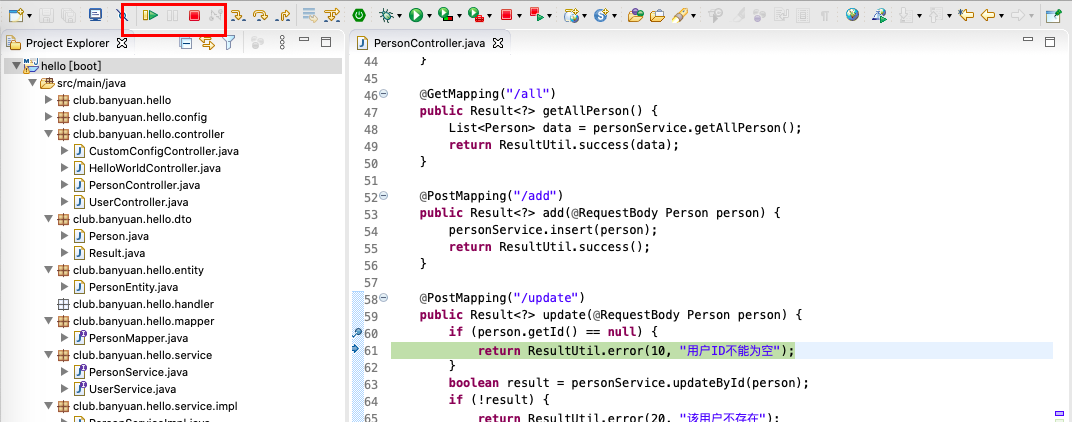 Project Explorer
hello [boot]
src/main/java
club.banyuan.hello
club.banyuan.hello.config
club.banyuan.hello.controller
CustomConfigController.java
HelloWorldController.java
PersonController.java
UserController.java
club.banyuan.hello.dto
Person.java
Result.java
club.banyuan.hello.entity
PersonEntity.java
club.banyuan.hello.handler
club.banyuan.hello.mapper
PersonMapper.java
club.banyuan.hello.service
PersonService.java
UserService.java
club.banyuan.hello.service.impl
PersonServiceImpl.java
PersonController.java
44 }
45
46 @GetMapping("/all")
47 public Result<?> getAllPerson() {
48 List<Person> data = personService.getAllPerson();
49 return ResultUtil.success(data);
50 }
51
52 @PostMapping("/add")
53 public Result<?> add(@RequestBody Person person) {
54 personService.insert(person);
55 return ResultUtil.success();
56 }
57
58 @PostMapping("/update")
59 public Result<?> update(@RequestBody Person person) {
60 if (person.getId() == null) {
61 return ResultUtil.error(10, "用户ID不能为空");
62 }
63 boolean result = personService.updateById(person);
64 if (!result) {
65 return ResultUtil.error(20, "该用户不存在");